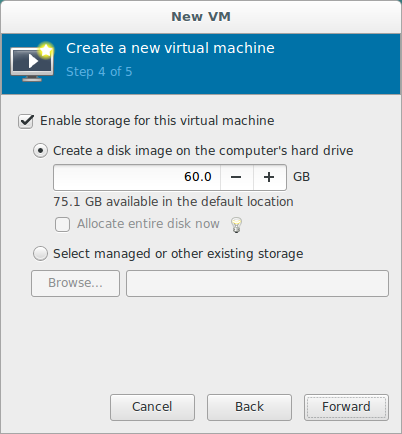 New VM
Create a new virtual machine
Step 4 of 5
Enable storage for this virtual machine
Create a disk image on the computer's hard drive
60.0 − + GB
75.1 GB available in the default location
Allocate entire disk now
Select managed or other existing storage
Browse...
Cancel Back Forward